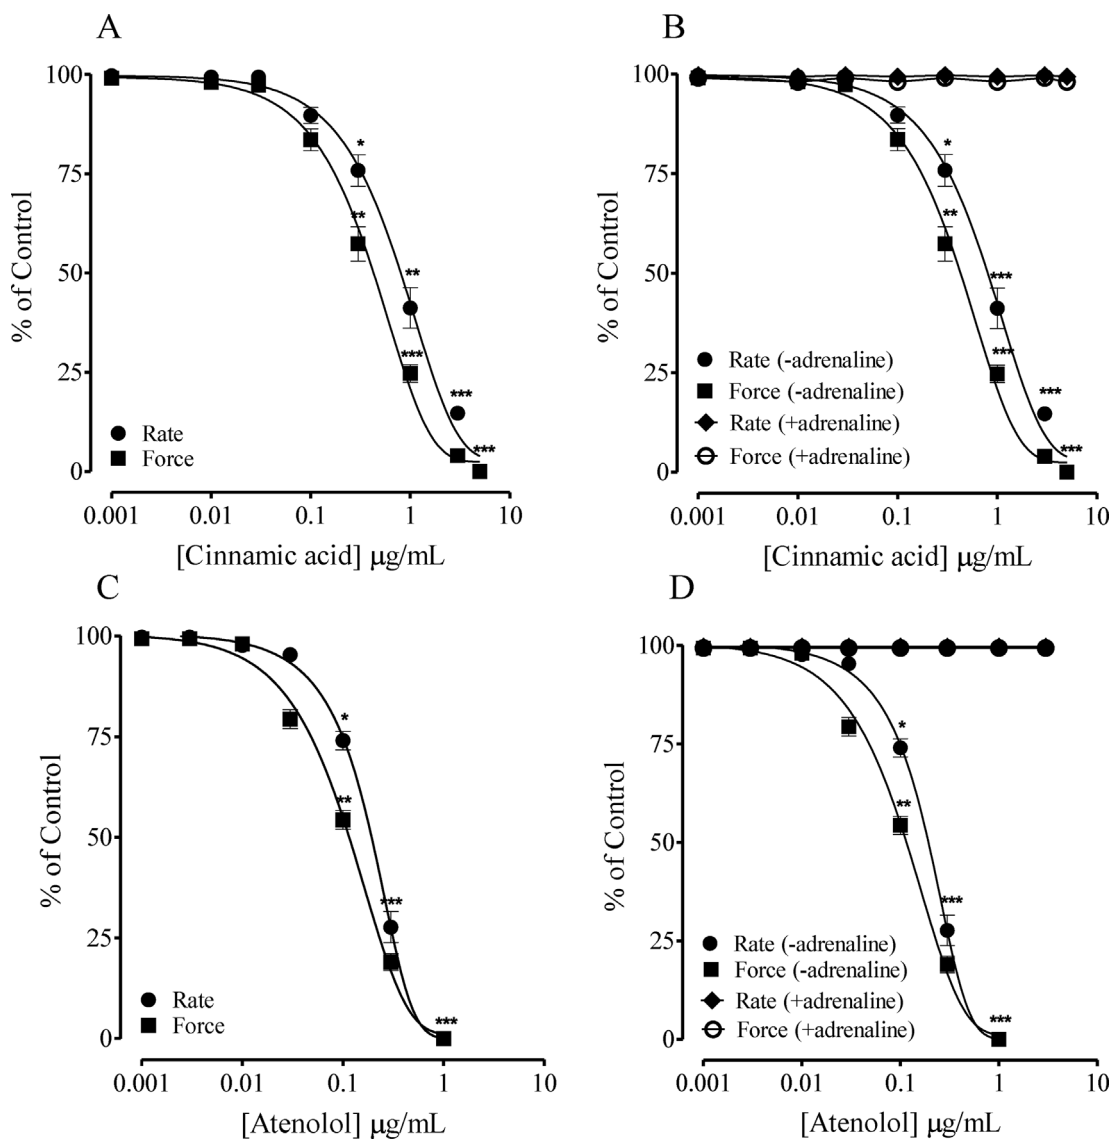 A
% of Control
100
75
50
25
0
*
**
**
***
***
***
Rate
Force
0.001
0.01
0.1
1
10
[Cinnamic acid] µg/mL
B
% of Control
100
75
50
25
0
*
**
***
***
***
***
Rate (-adrenaline)
Force (-adrenaline)
Rate (+adrenaline)
Force (+adrenaline)
0.001
0.01
0.1
1
10
[Cinnamic acid] µg/mL
C
% of Control
100
75
50
25
0
*
**
***
***
Rate
Force
0.001
0.01
0.1
1
10
[Atenolol] µg/mL
D
% of Control
100
75
50
25
0
*
**
***
***
Rate (-adrenaline)
Force (-adrenaline)
Rate (+adrenaline)
Force (+adrenaline)
0.001
0.01
0.1
1
10
[Atenolol] µg/mL